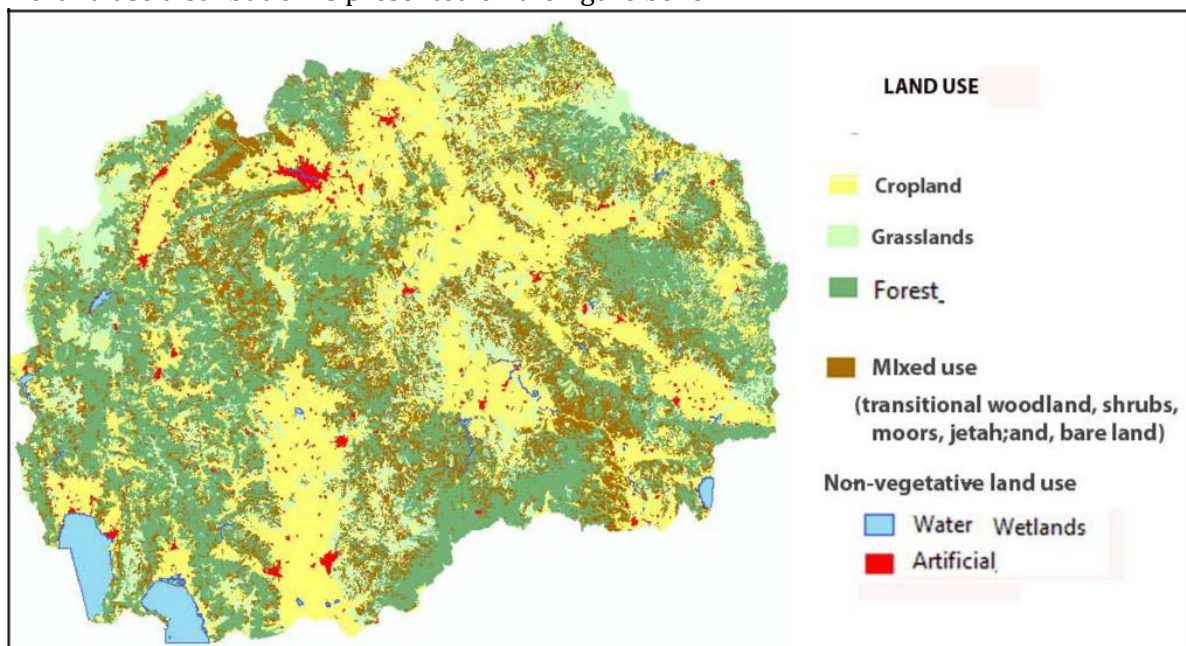 LAND USE
Cropland
Grasslands
Forest
MIxed use
(transitional woodland, shrubs,
moors, jetah;and, bare land)
Non-vegetative land use
Water Wetlands
Artificial